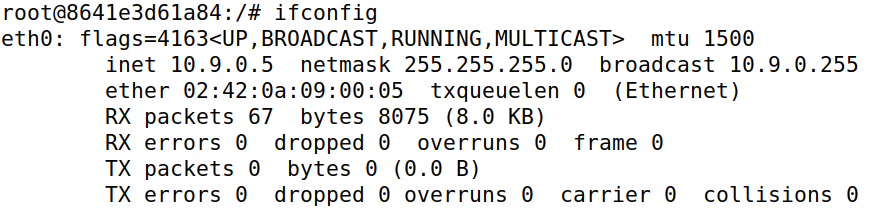 root@8641e3d61a84:/# ifconfig
eth0: flags=4163<UP,BROADCAST,RUNNING,MULTICAST>  mtu 1500
        inet 10.9.0.5  netmask 255.255.255.0  broadcast 10.9.0.255
        ether 02:42:0a:09:00:05  txqueuelen 0  (Ethernet)
        RX packets 67  bytes 8075 (8.0 KB)
        RX errors 0  dropped 0  overruns 0  frame 0
        TX packets 0  bytes 0 (0.0 B)
        TX errors 0  dropped 0 overruns 0  carrier 0  collisions 0